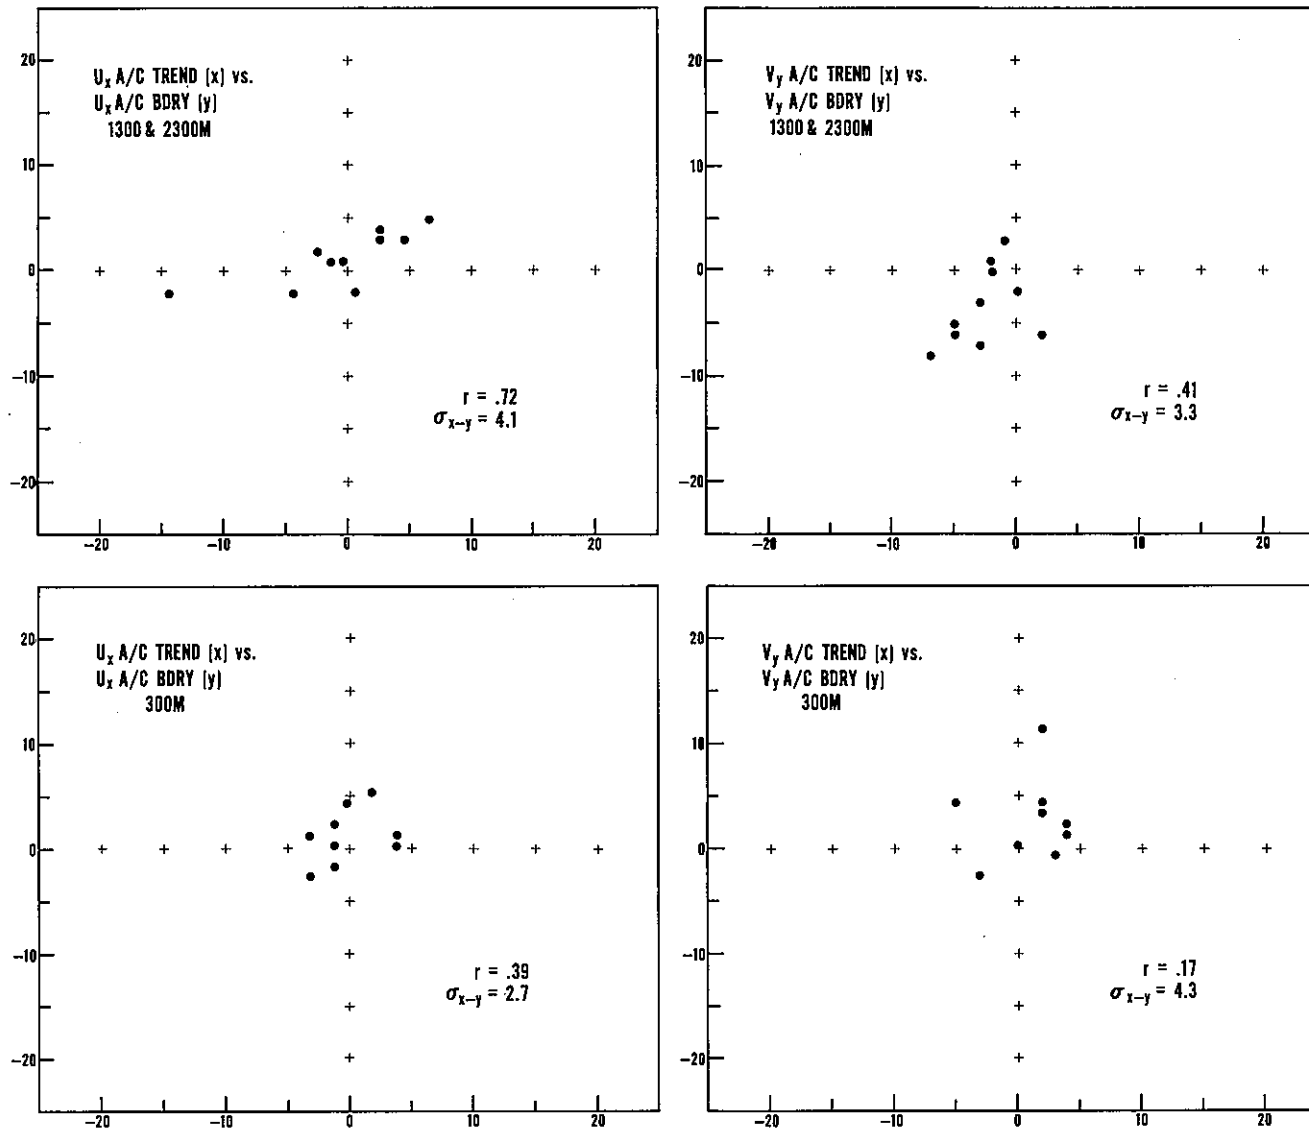 U_x A/C TREND (x) vs.
U_x A/C BDRY (y)
1300 & 2300M
20
10
0
−10
−20
r = .72
σ_x−y = 4.1
−20 −10 0 10 20
V_y A/C TREND (x) vs.
V_y A/C BDRY (y)
1300 & 2300M
20
10
0
−10
−20
r = .41
σ_x−y = 3.3
−20 −10 0 10 20
U_x A/C TREND (x) vs.
U_x A/C BDRY (y)
300M
20
10
0
−10
−20
r = .39
σ_x−y = 2.7
−20 −10 0 10 20
V_y A/C TREND (x) vs.
V_y A/C BDRY (y)
300M
20
10
0
−10
−20
r = .17
σ_x−y = 4.3
−20 −10 0 10 20